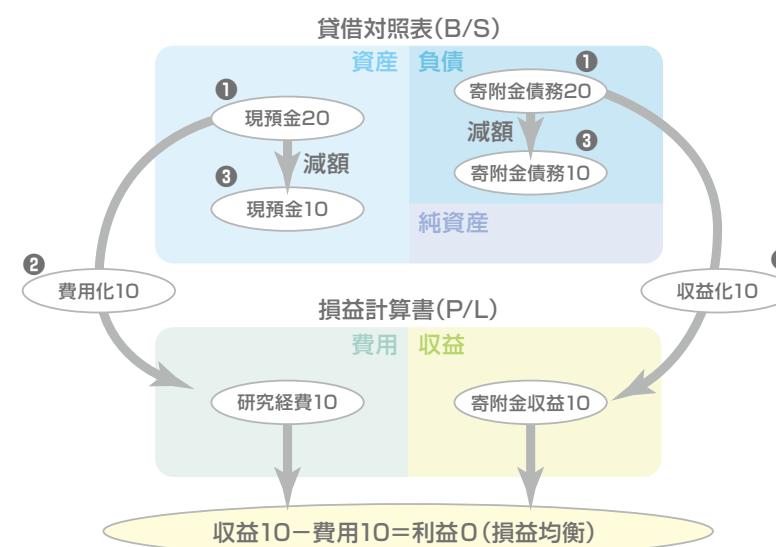 貸借対照表(B/S)
資産 負債
❶
現預金20
減額
❸
現預金10
❶
寄附金債務20
減額
❸
寄附金債務10
純資産
❷
費用化10
収益化10
損益計算書(P/L)
費用 収益
研究経費10
寄附金収益10
収益10−費用10=利益0(損益均衡)